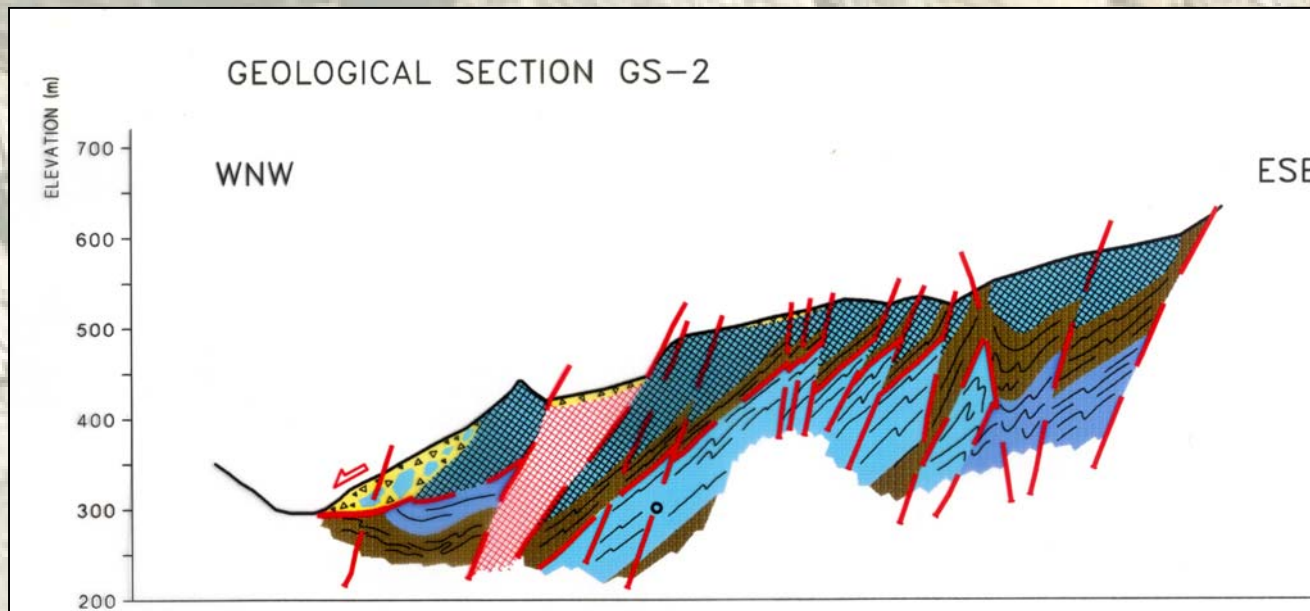 GEOLOGICAL SECTION GS-2
ELEVATION (m)
700
WNW
ESE
600
500
400
300
200